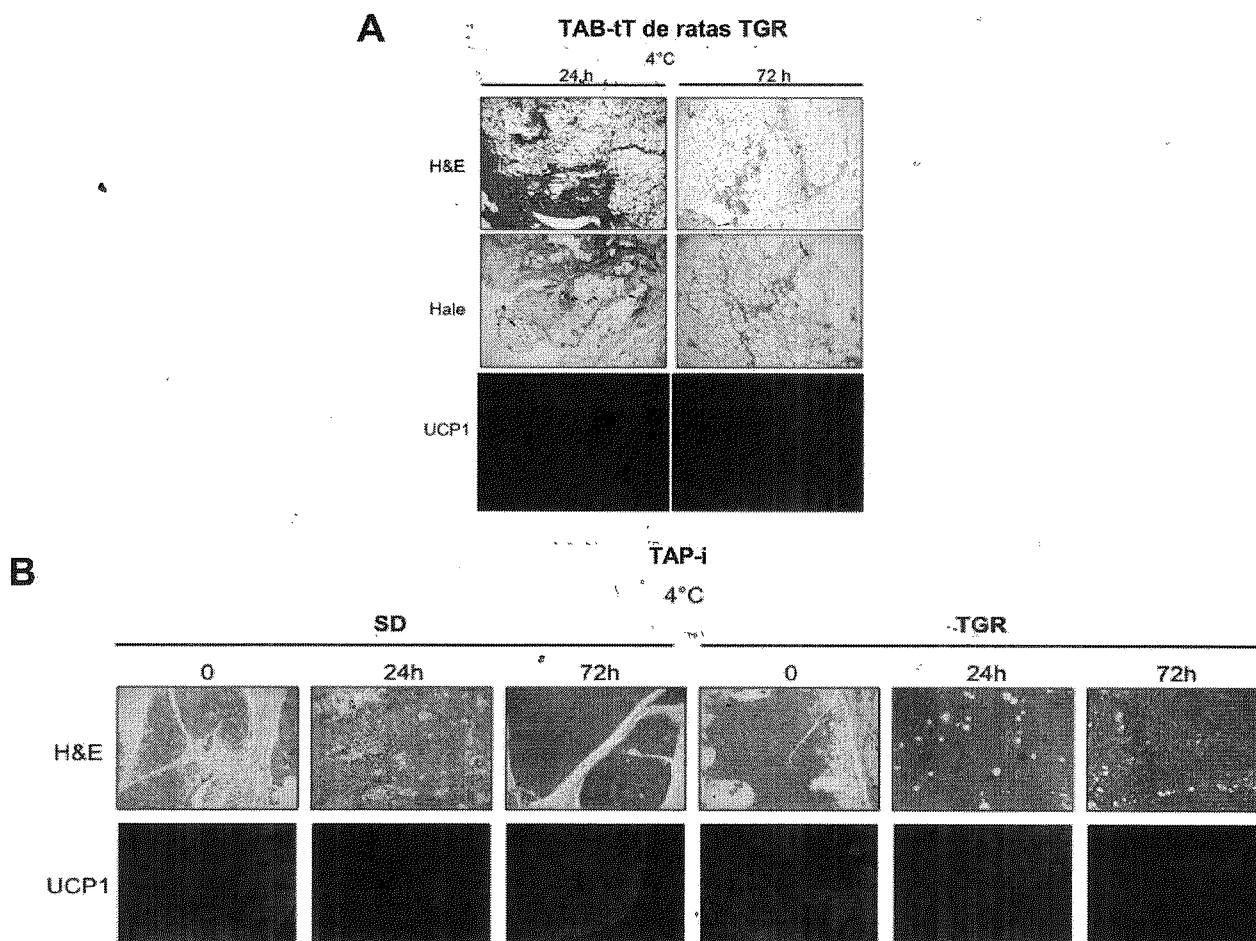 A
TAB-tT de ratas TGR
4°C
24 h 72 h
H&E
Hale
UCP1
B
TAP-i
4°C
SD TGR
0 24h 72h 0 24h 72h
H&E
UCP1